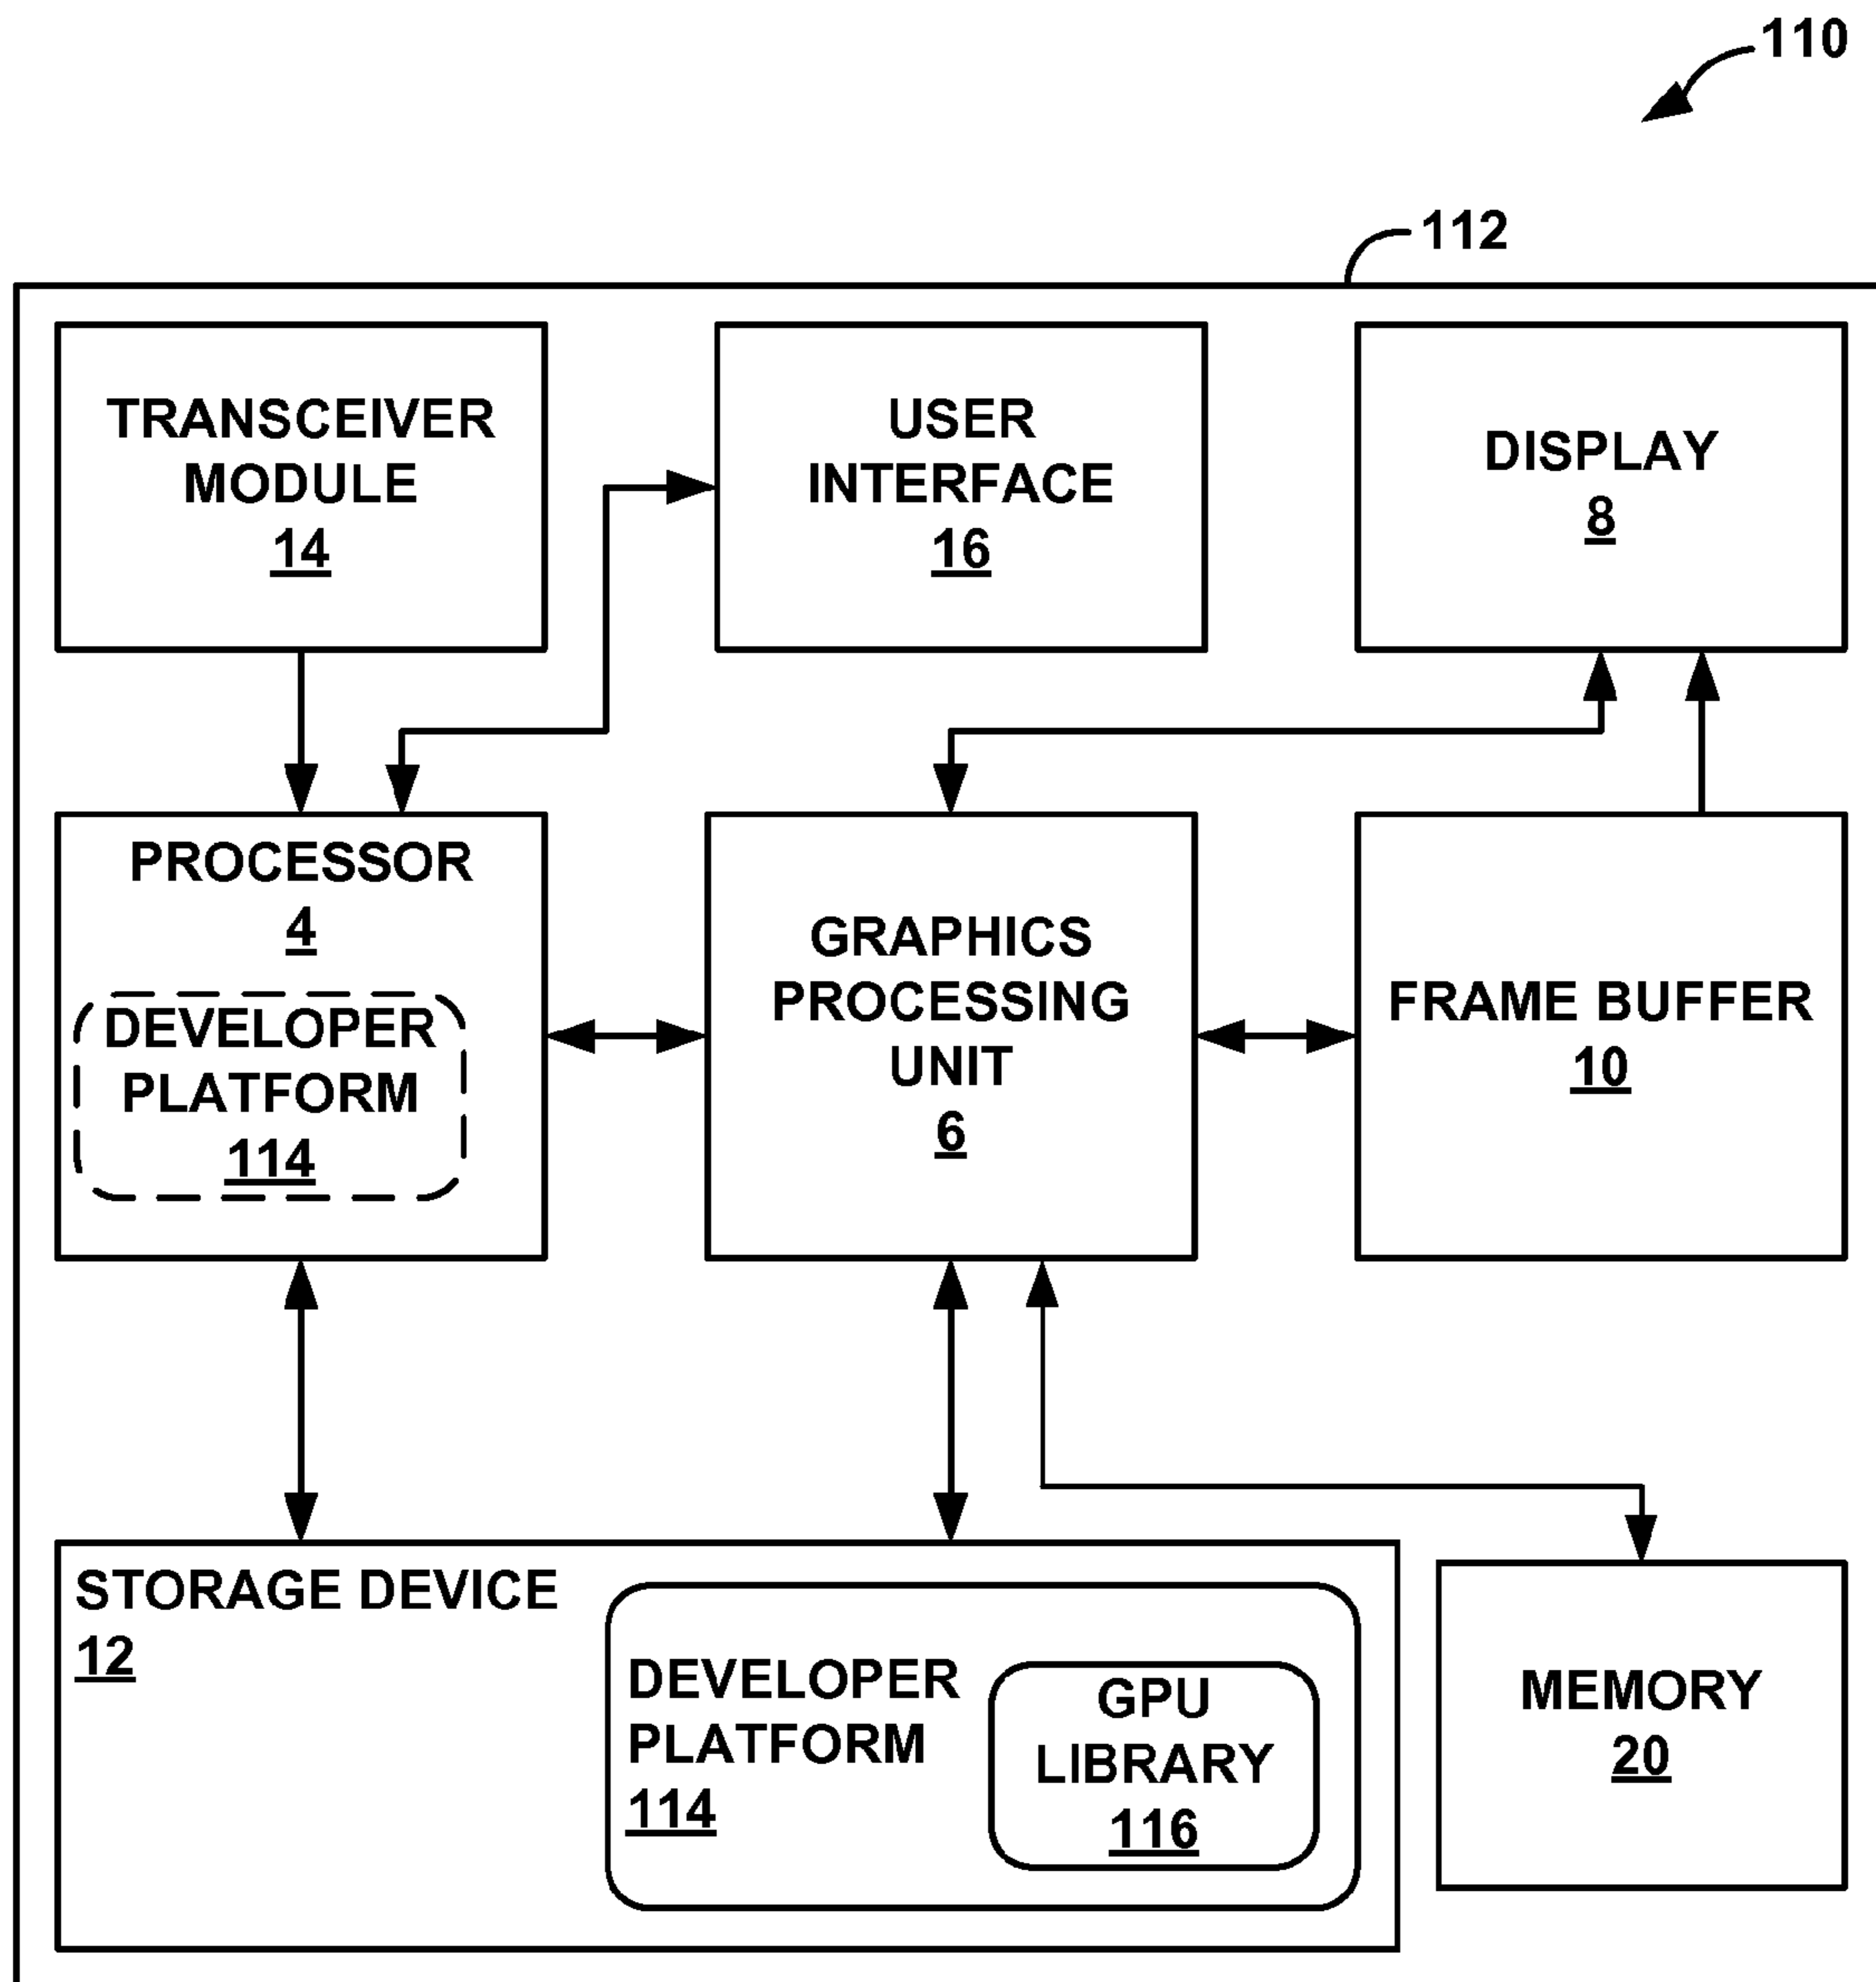 110
112
TRANSCEIVER
MODULE
14
USER
INTERFACE
16
DISPLAY
8
PROCESSOR
4
DEVELOPER
PLATFORM
114
GRAPHICS
PROCESSING
UNIT
6
FRAME BUFFER
10
STORAGE DEVICE
12
DEVELOPER
PLATFORM
114
GPU
LIBRARY
116
MEMORY
20